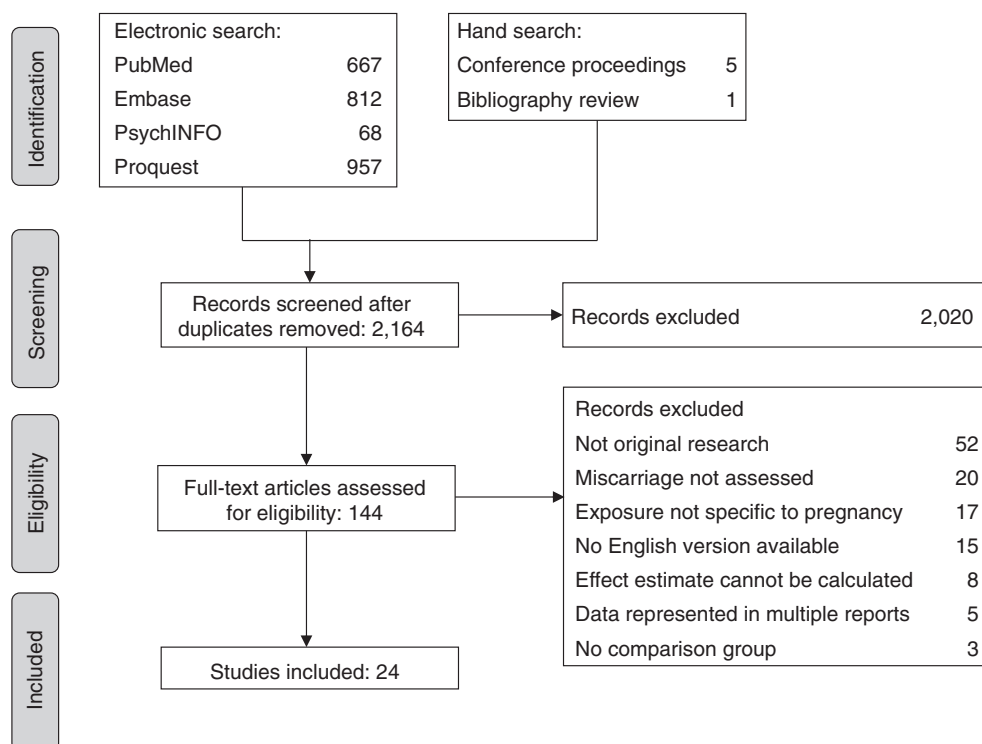 Identification
Electronic search:
PubMed 667
Embase 812
PsychINFO 68
Proquest 957
Hand search:
Conference proceedings 5
Bibliography review 1
Screening
Records screened after
duplicates removed: 2,164
Records excluded 2,020
Eligibility
Full-text articles assessed
for eligibility: 144
Records excluded
Not original research 52
Miscarriage not assessed 20
Exposure not specific to pregnancy 17
No English version available 15
Effect estimate cannot be calculated 8
Data represented in multiple reports 5
No comparison group 3
Included
Studies included: 24